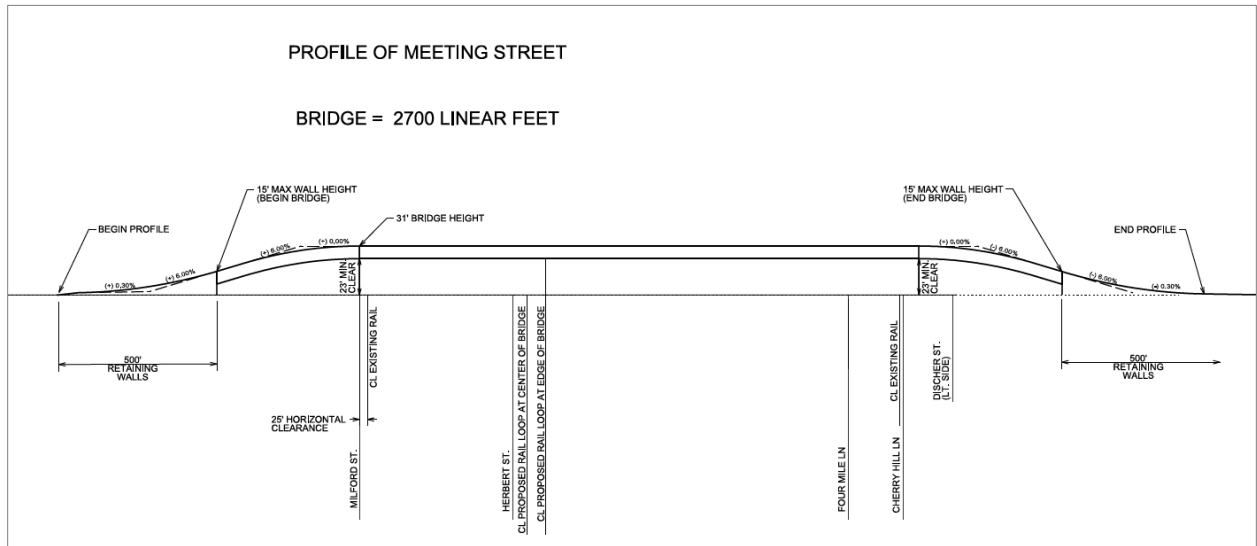 PROFILE OF MEETING STREET
BRIDGE = 2700 LINEAR FEET
15' MAX WALL HEIGHT
(BEGIN BRIDGE)
15' MAX WALL HEIGHT
(END BRIDGE)
BEGIN PROFILE
31' BRIDGE HEIGHT
END PROFILE
(+) 0.30%
(+) 6.00%
(+) 6.00%
(+) 0.00%
(+) 0.00%
(-) 6.00%
(-) 6.00%
(+) 0.30%
23' MIN.
CLEAR
23' MIN.
CLEAR
500'
RETAINING
WALLS
500'
RETAINING
WALLS
25' HORIZONTAL
CLEARANCE
MILFORD ST.
CL EXISTING RAIL
HERBERT ST.
CL PROPOSED RAIL LOOP AT CENTER OF BRIDGE
CL PROPOSED RAIL LOOP AT EDGE OF BRIDGE
FOUR MILE LN
CL EXISTING RAIL
CHERRY HILL LN
DISCHER ST.
(LT. SIDE)